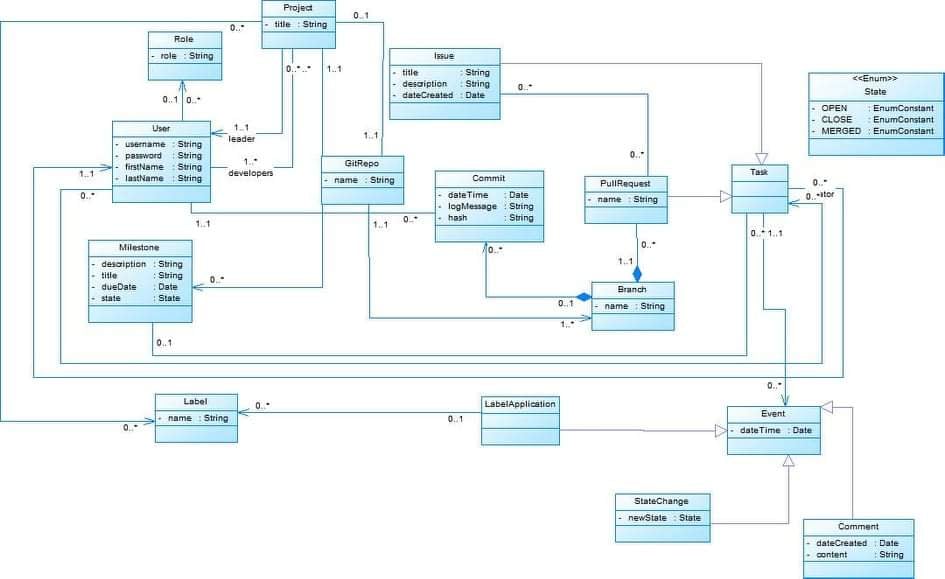 Project
- title : String
0..1
0..*
Role
- role : String
0..*
..*
1..1
Issue
- title : String
- description : String
- dateCreated : Date
<<Enum>>
State
- OPEN : EnumConstant
- CLOSE : EnumConstant
- MERGED : EnumConstant
0..*
0..1
0..*
User
- username : String
- password : String
- firstName : String
- lastName : String
1..1
leader
1..*
developers
1..1
0..*
1..1
GitRepo
- name : String
0..*
Commit
- dateTime : Date
- logMessage : String
- hash : String
PullRequest
- name : String
Task
0..*
0..*
1..1
0..*
1..1
0..*
1..1
0..*
0..*
1..1
Milestone
- description : String
- title : String
- dueDate : Date
- state : State
0..*
0..1
1..*
Branch
- name : String
0..1
0..*
Label
- name : String
0..*
0..*
LabelApplication
0..1
Event
- dateTime : Date
StateChange
- newState : State
Comment
- dateCreated : Date
- content : String